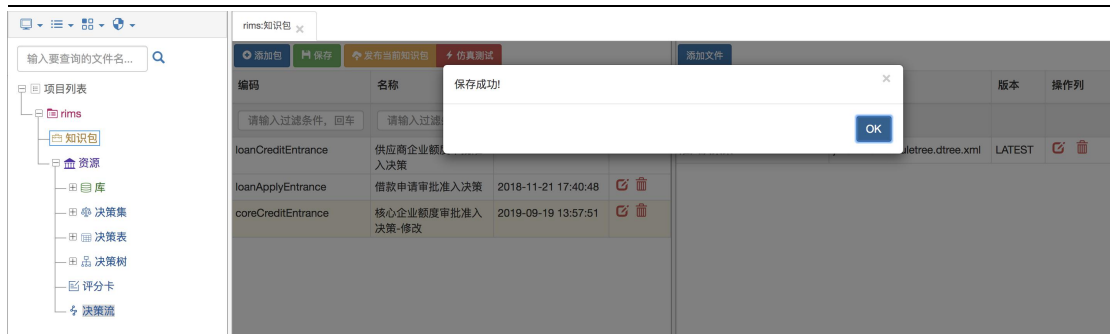 rims:知识包
输入要查询的文件名...
项目列表
rims
知识包
资源
库
决策集
决策表
决策树
评分卡
决策流
添加包 保存 发布当前知识包 仿真测试
编码 名称
请输入过滤条件，回车 请输入过滤
loanCreditEntrance 供应商企业额
入决策
loanApplyEntrance 借款申请审批准入决策 2018-11-21 17:40:48
coreCreditEntrance 核心企业额度审批准入 2019-09-19 13:57:51
决策-修改
添加文件
版本 操作列
uletree.dtree.xml LATEST
保存成功!
OK